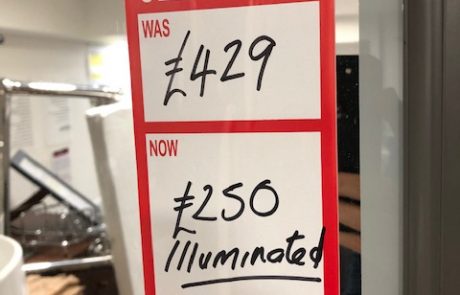 WAS
£429
NOW
£250
Illuminated